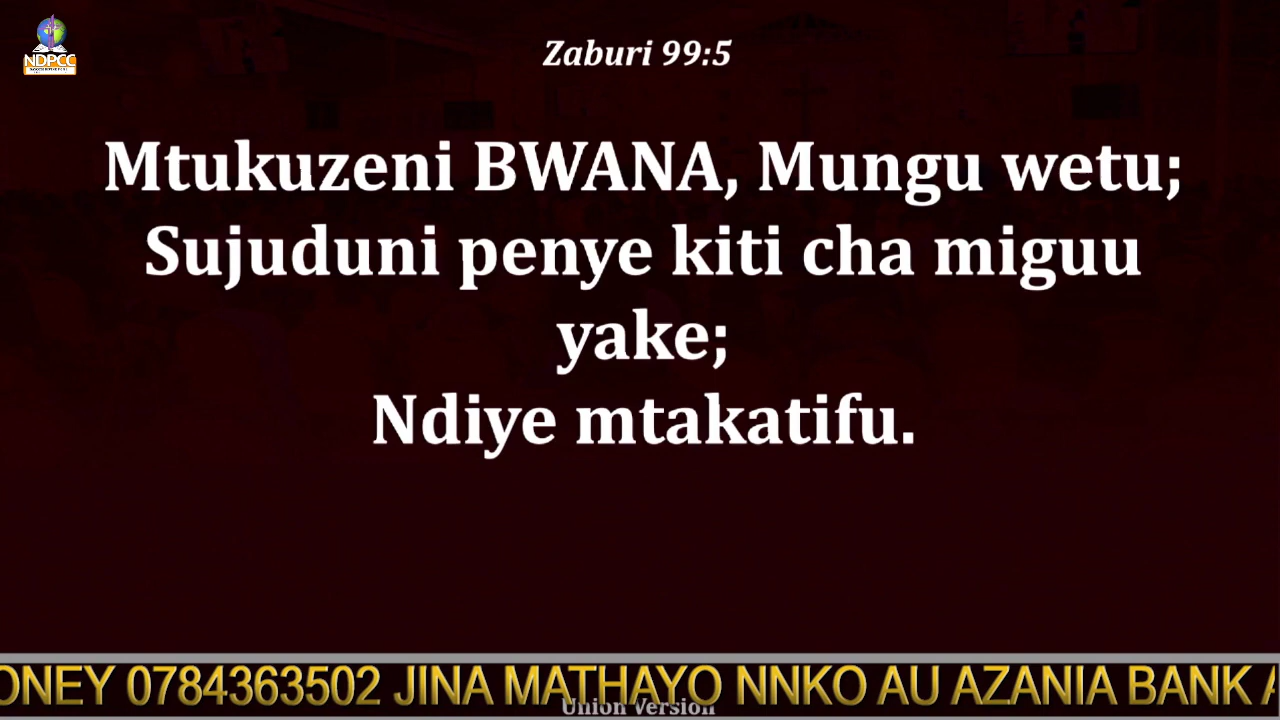 NDPCC
Zaburi 99:5
Mtukuzeni BWANA, Mungu wetu;
Sujuduni penye kiti cha miguu
yake;
Ndiye mtakatifu.
ONEY 0784363502 JINA MATHAYO NNKO AU AZANIA BANK A
Union Version